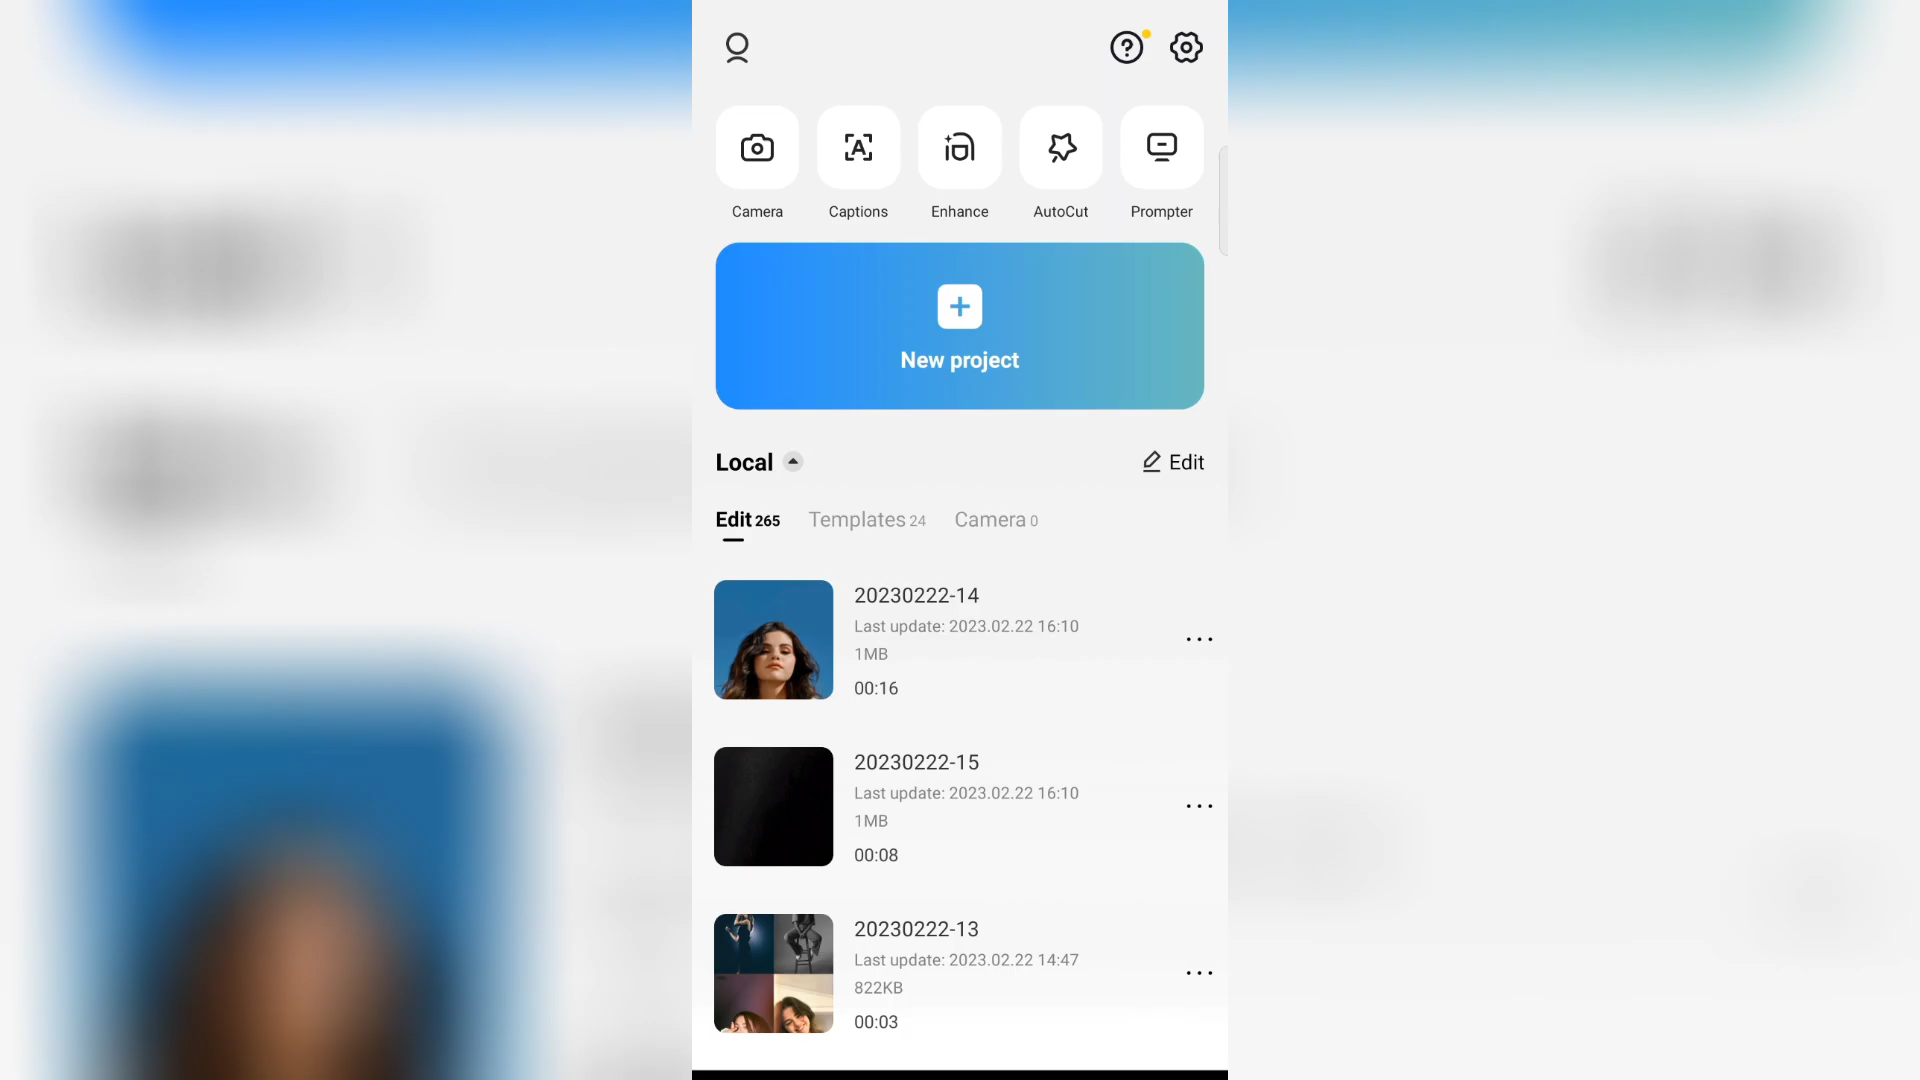 Camera
Captions
Enhance
AutoCut
Prompter
New project
Local
Edit
Edit 265
Templates 24
Camera 0
20230222-14
Last update: 2023.02.22 16:10
1MB
00:16
20230222-15
Last update: 2023.02.22 16:10
1MB
00:08
20230222-13
Last update: 2023.02.22 14:47
822KB
00:03